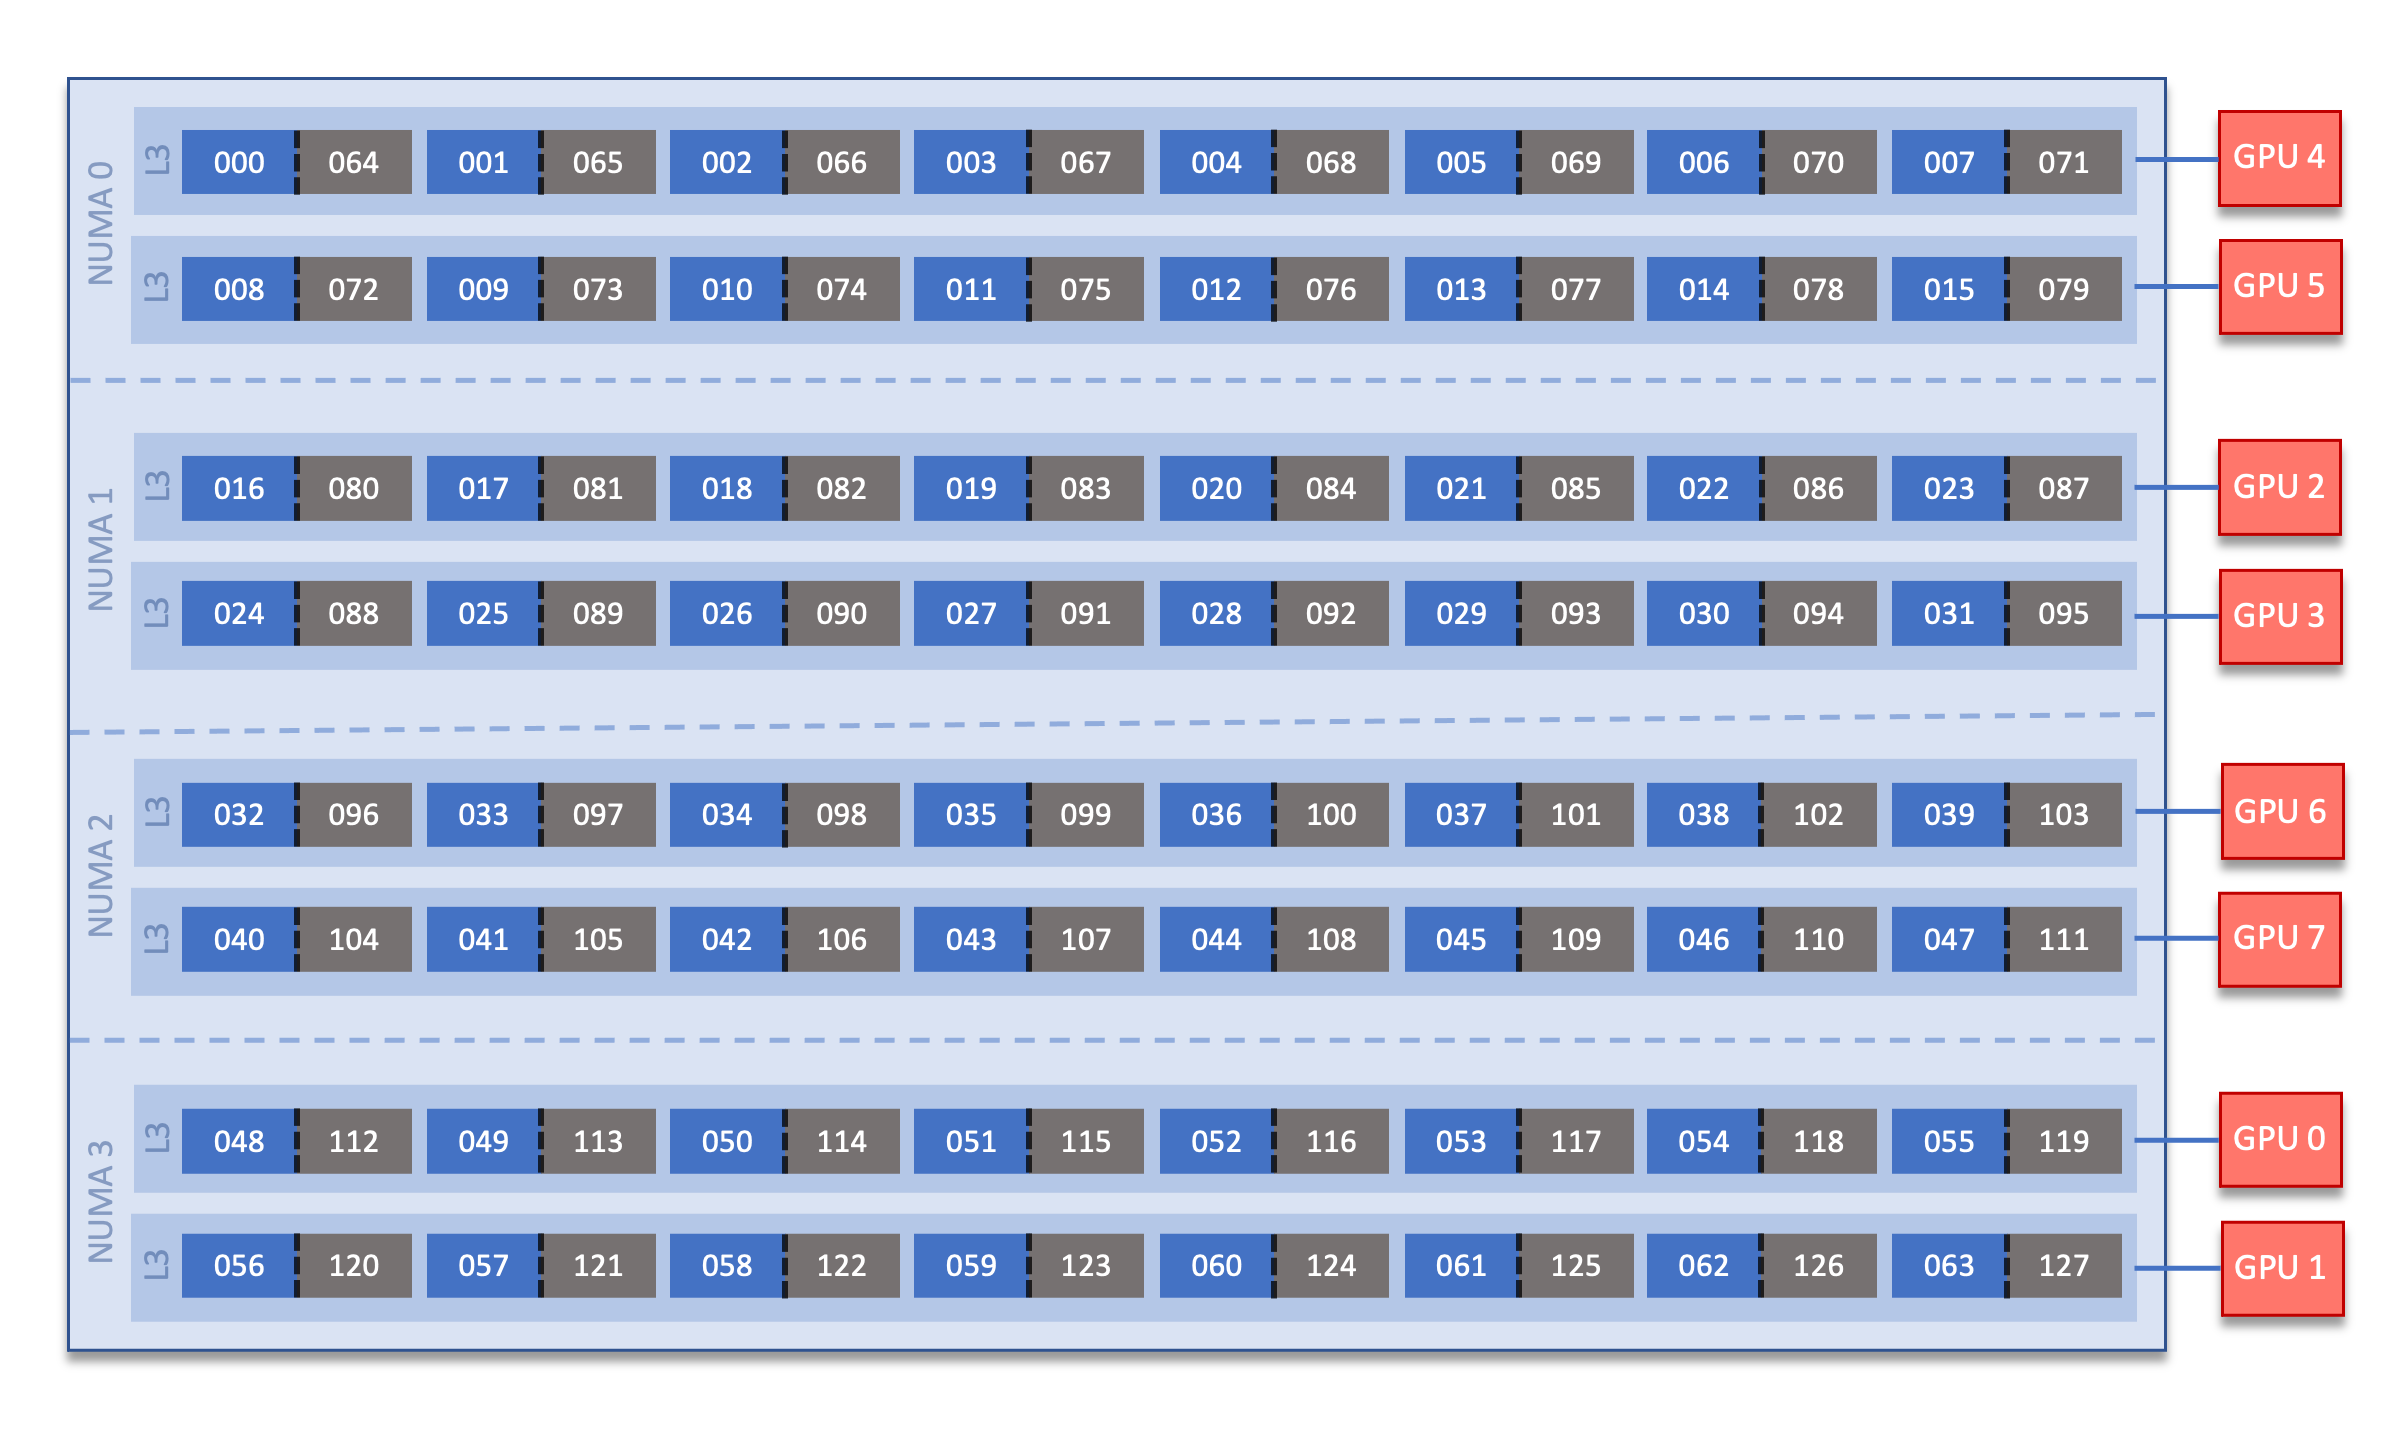 NUMA 0
L3 000 064 001 065 002 066 003 067 004 068 005 069 006 070 007 071 GPU 4
L3 008 072 009 073 010 074 011 075 012 076 013 077 014 078 015 079 GPU 5
NUMA 1
L3 016 080 017 081 018 082 019 083 020 084 021 085 022 086 023 087 GPU 2
L3 024 088 025 089 026 090 027 091 028 092 029 093 030 094 031 095 GPU 3
NUMA 2
L3 032 096 033 097 034 098 035 099 036 100 037 101 038 102 039 103 GPU 6
L3 040 104 041 105 042 106 043 107 044 108 045 109 046 110 047 111 GPU 7
NUMA 3
L3 048 112 049 113 050 114 051 115 052 116 053 117 054 118 055 119 GPU 0
L3 056 120 057 121 058 122 059 123 060 124 061 125 062 126 063 127 GPU 1